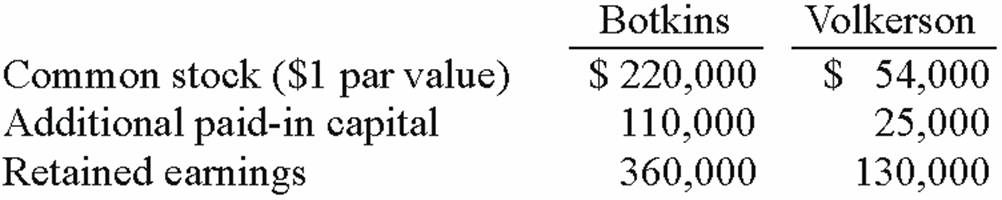 Botkins Volkerson
Common stock ($1 par value) $ 220,000 $ 54,000
Additional paid-in capital 110,000 25,000
Retained earnings 360,000 130,000